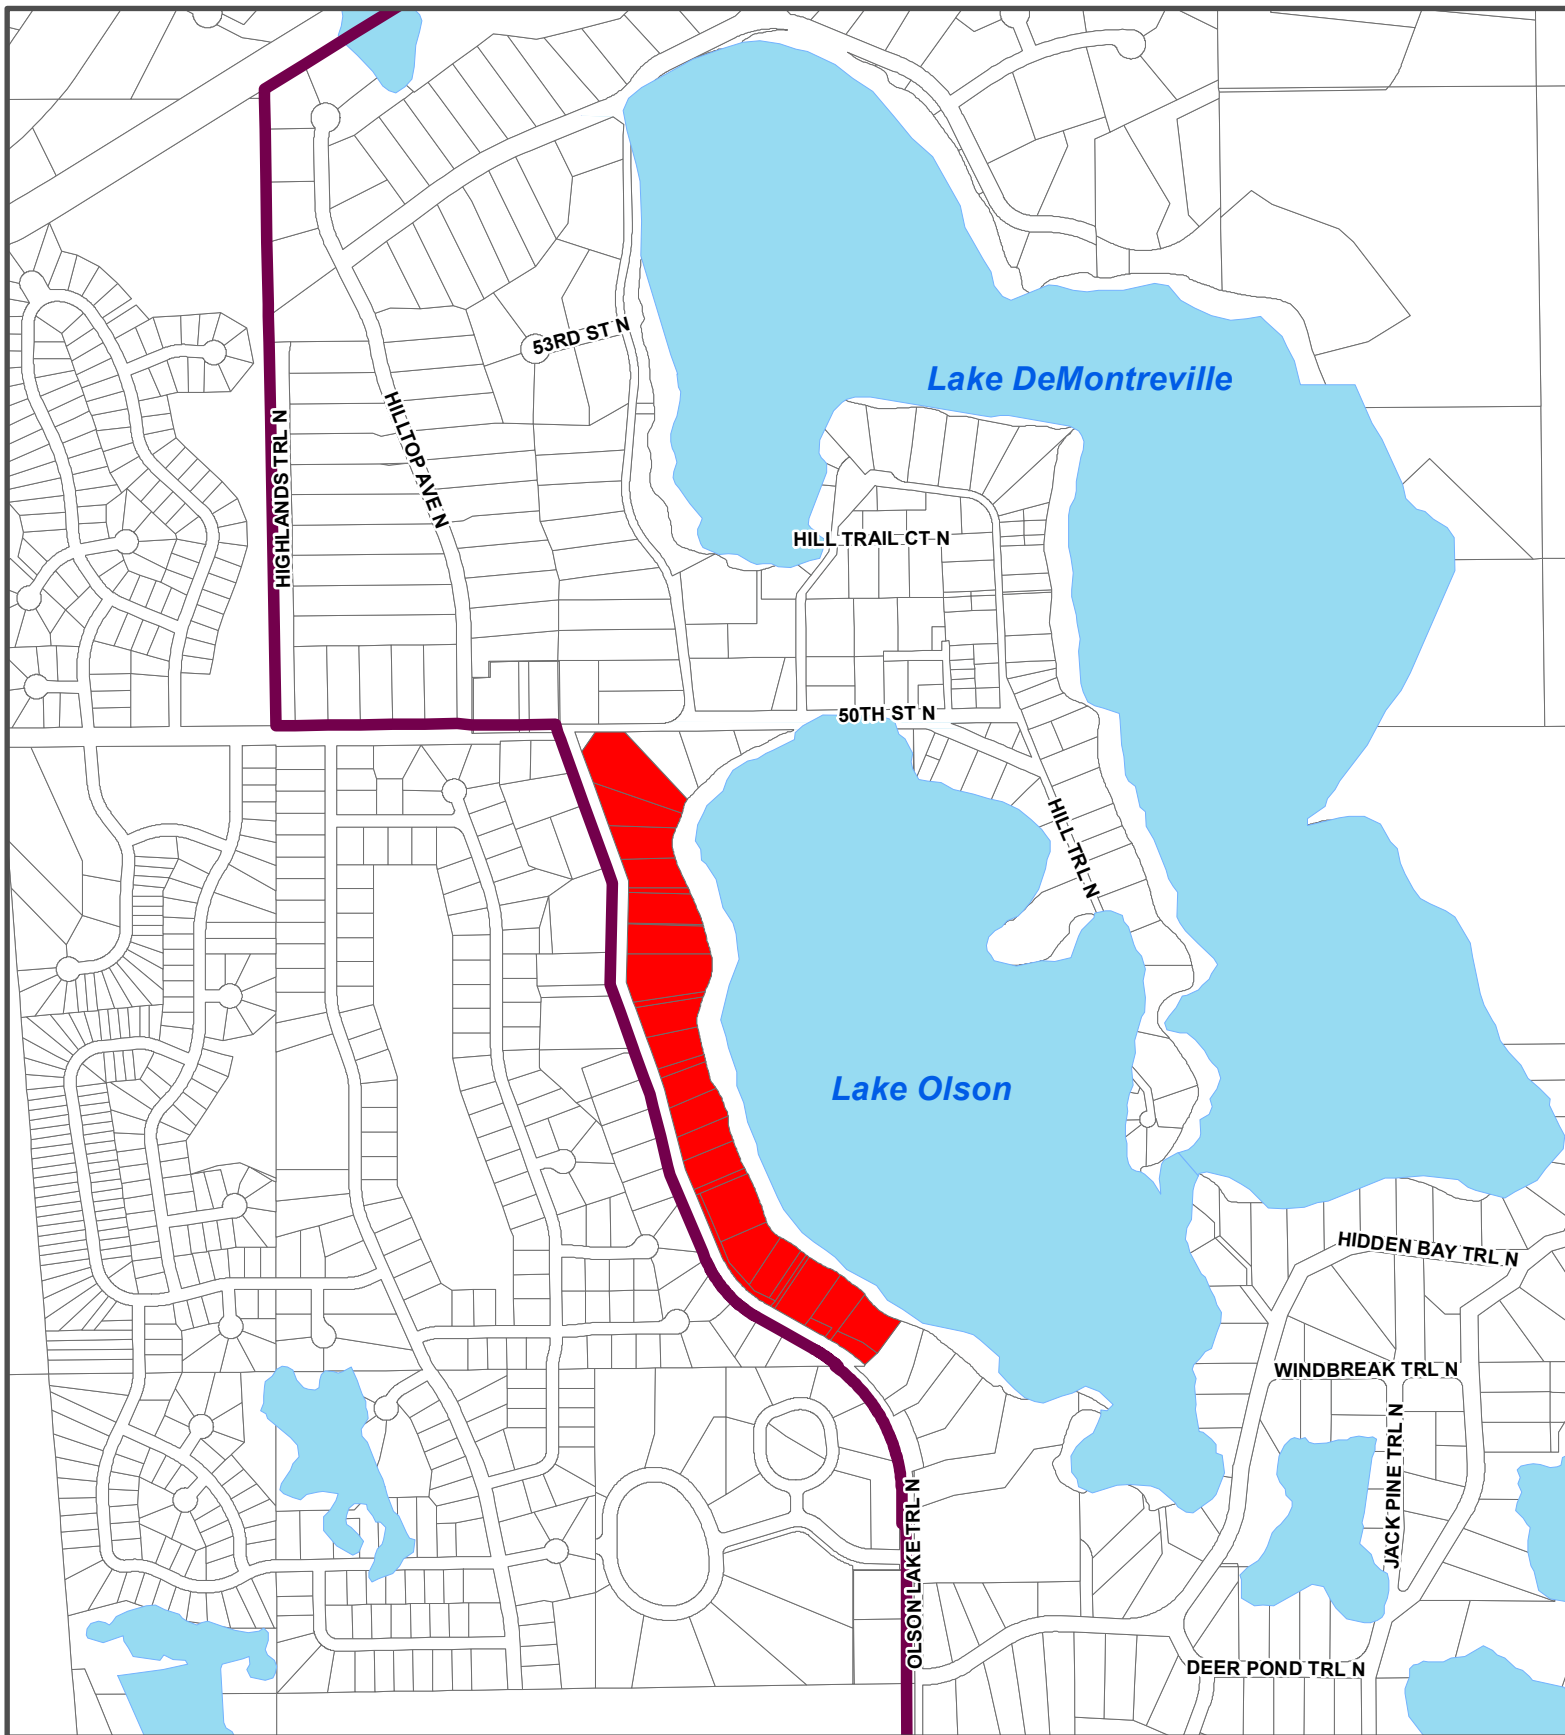 53RD ST N
Lake DeMontreville
HIGHLANDS TRL N
HILLTOP AVE N
HILL TRAIL CT N
50TH ST N
HILL TRL N
Lake Olson
HIDDEN BAY TRL N
WINDBREAK TRL N
JACK PINE TRL N
OLSON LAKE TRL N
DEER POND TRL N